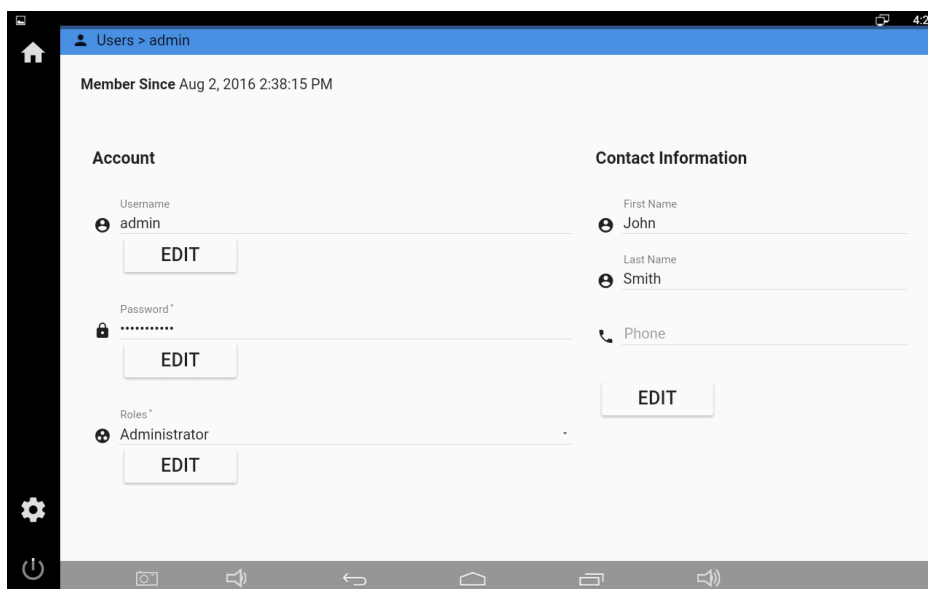 4:2
Users > admin
Member Since Aug 2, 2016 2:38:15 PM
Account
Username
admin
EDIT
Password*
•••••••••••
EDIT
Roles*
Administrator
EDIT
Contact Information
First Name
John
Last Name
Smith
Phone
EDIT